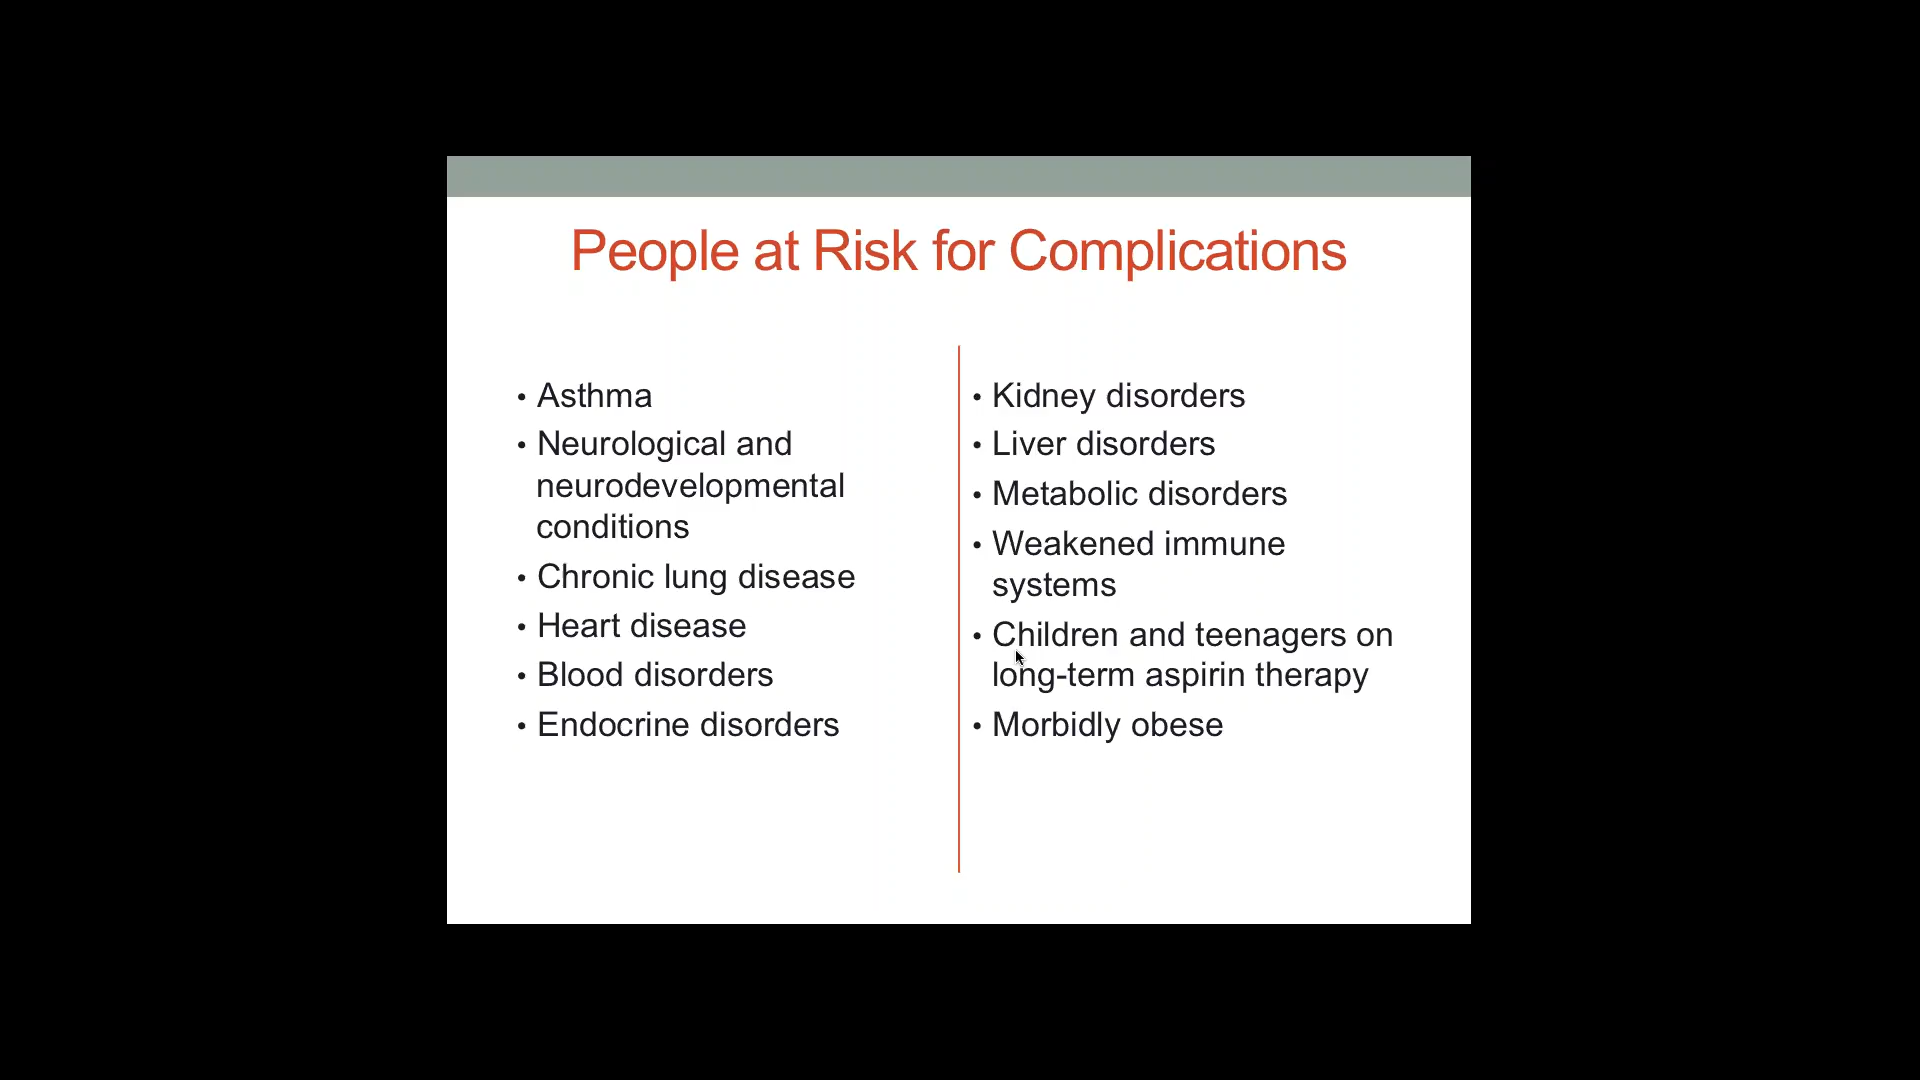 People at Risk for Complications
• Asthma
• Neurological and
neurodevelopmental
conditions
• Chronic lung disease
• Heart disease
• Blood disorders
• Endocrine disorders
• Kidney disorders
• Liver disorders
• Metabolic disorders
• Weakened immune
systems
• Children and teenagers on
long-term aspirin therapy
• Morbidly obese